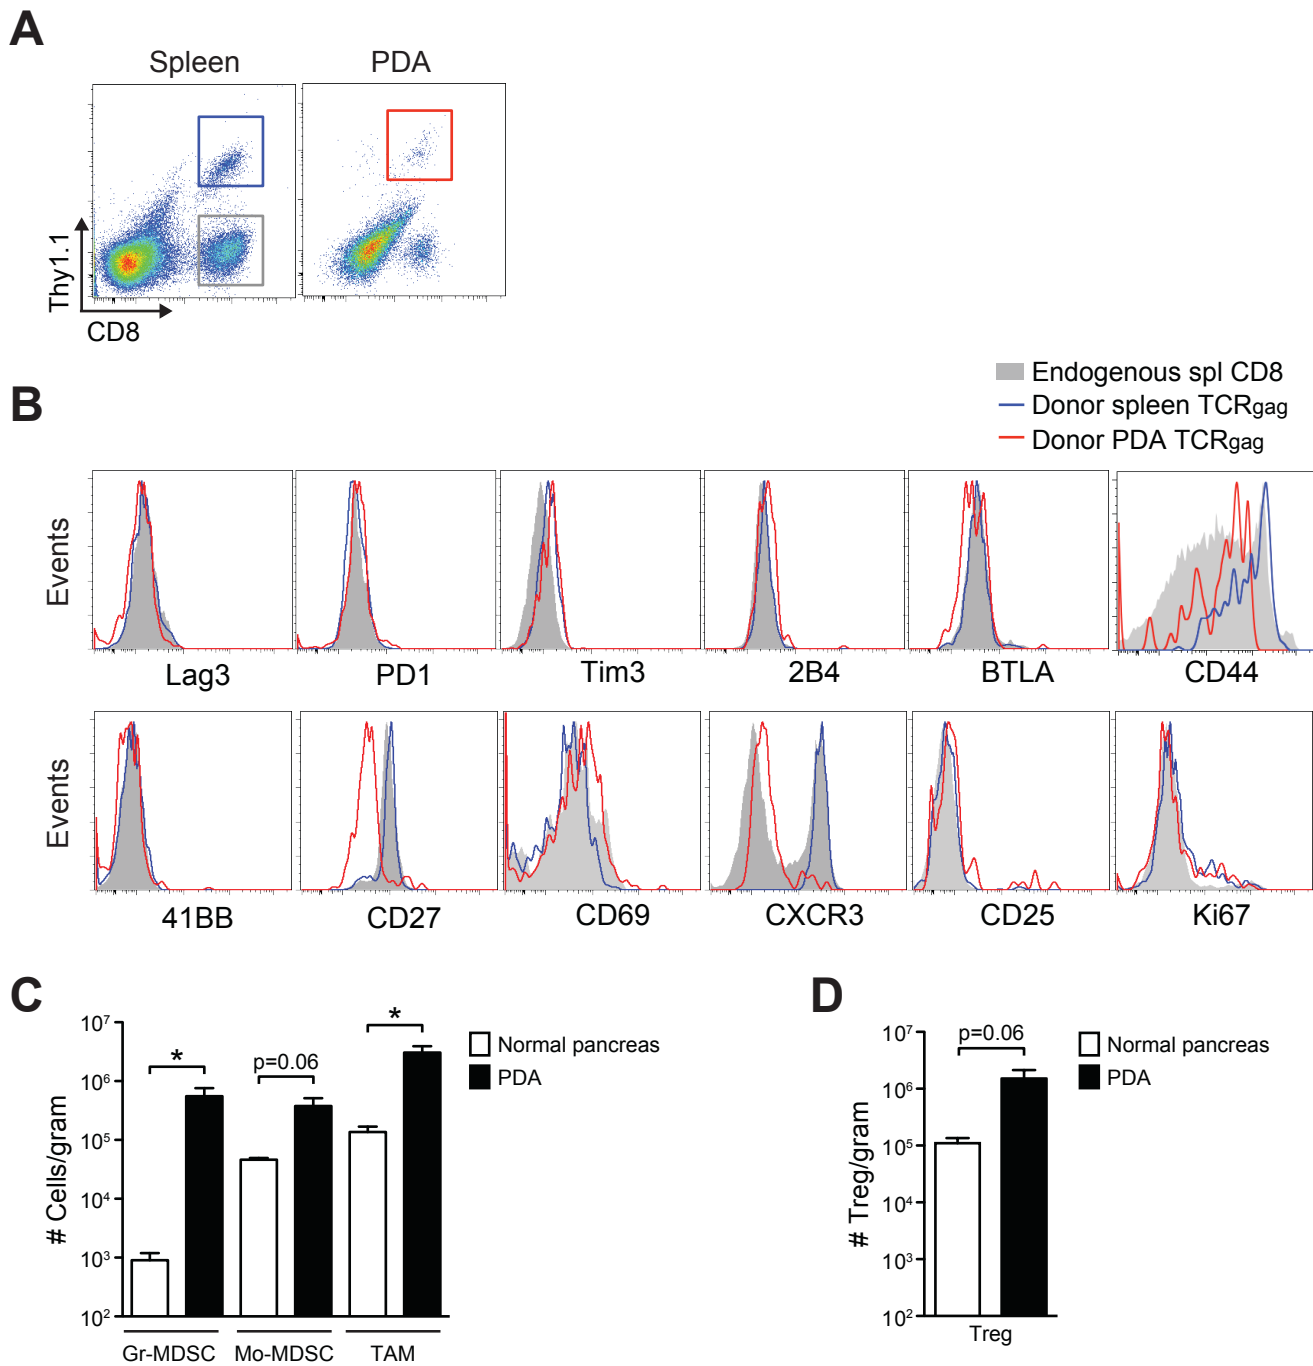 A
Spleen PDA
Thy1.1
CD8
B
Endogenous spl CD8
Donor spleen TCRgag
Donor PDA TCRgag
Events
Lag3 PD1 Tim3 2B4 BTLA CD44
Events
41BB CD27 CD69 CXCR3 CD25 Ki67
C
# Cells/gram
10⁷
10⁶
10⁵
10⁴
10³
10²
* p=0.06 *
Normal pancreas
PDA
Gr-MDSC Mo-MDSC TAM
D
# Treg/gram
10⁷
10⁶
10⁵
10⁴
10³
10²
p=0.06
Normal pancreas
PDA
Treg